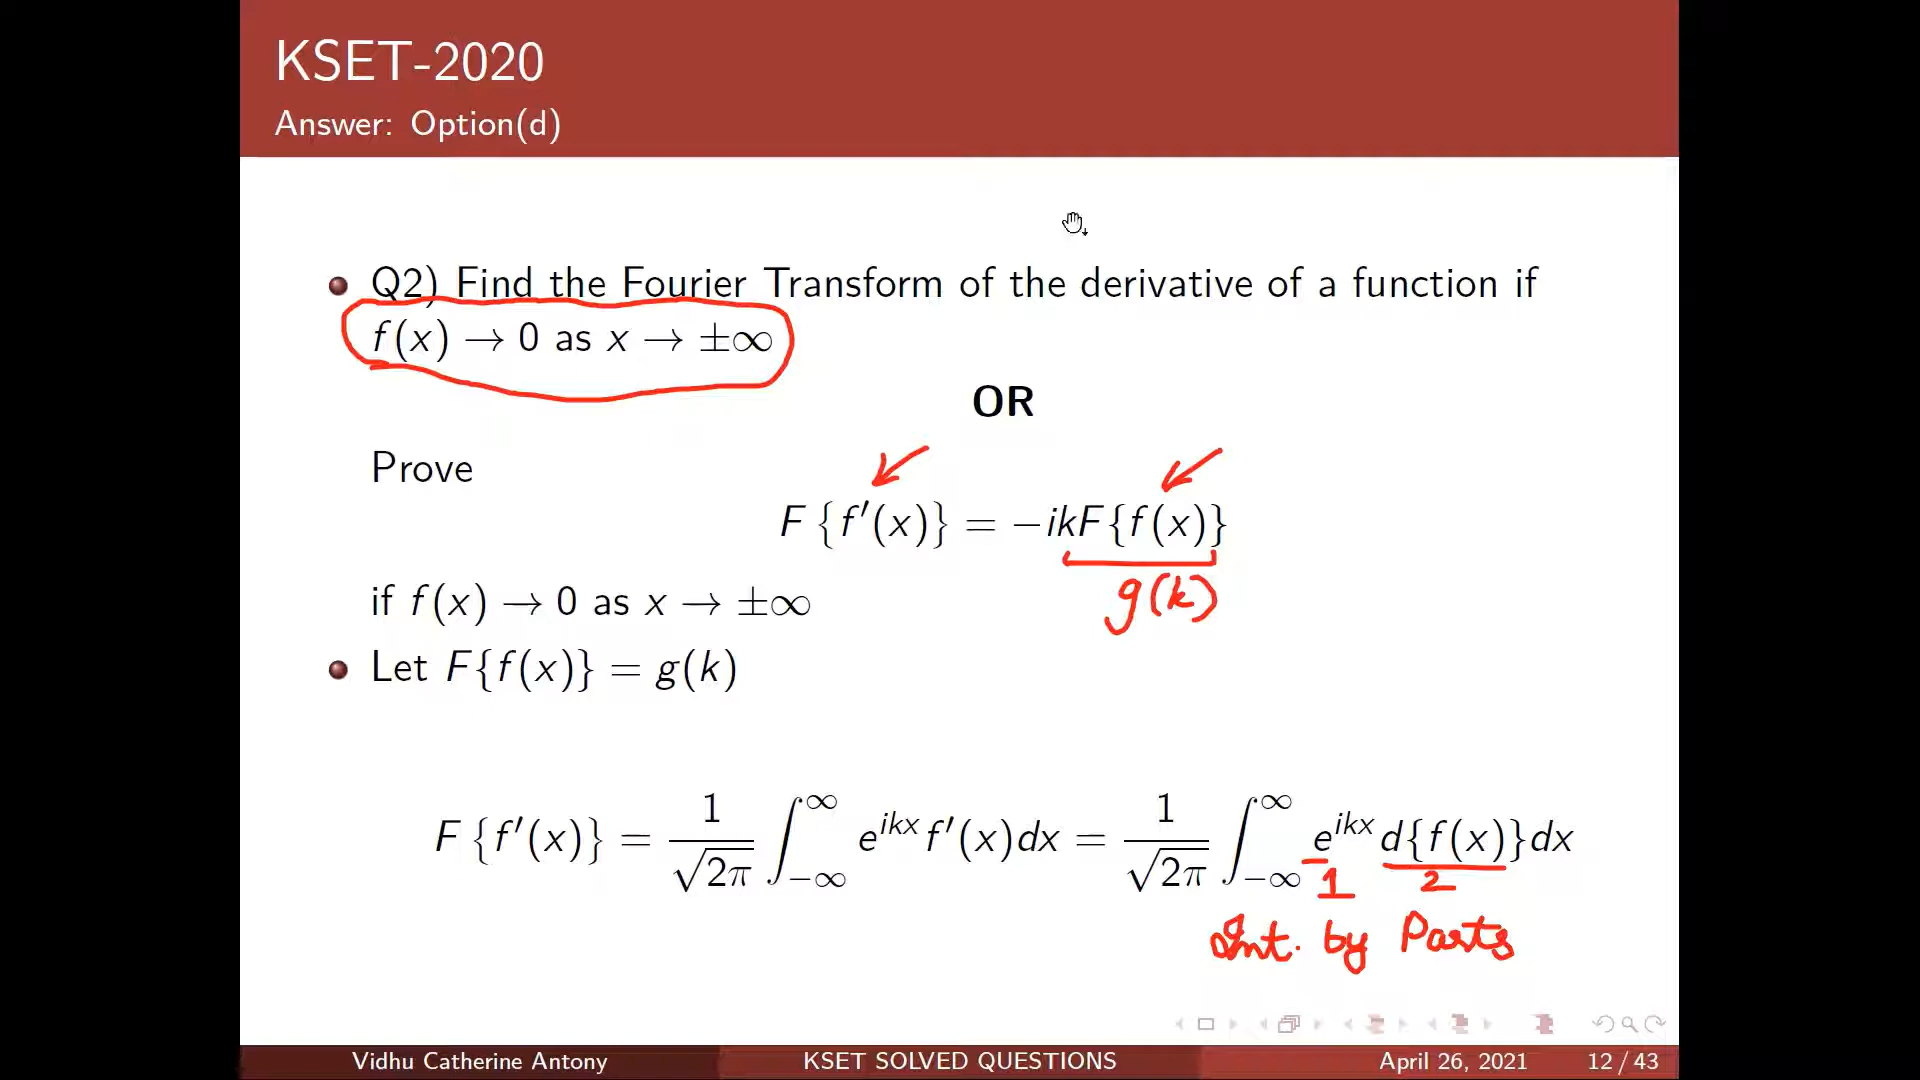 KSET-2020
Answer: Option(d)
Q2) Find the Fourier Transform of the derivative of a function if
f(x) → 0 as x → ±∞
OR
Prove
F {f′(x)} = −ikF{f(x)}
g(k)
if f(x) → 0 as x → ±∞
Let F{f(x)} = g(k)
F {f′(x)} = 1/√2π ∫_{−∞}^{∞} e^{ikx} f′(x)dx = 1/√2π ∫_{−∞}^{∞} e^{ikx} d{f(x)}dx
1 2
Int. by Parts
Vidhu Catherine Antony KSET SOLVED QUESTIONS April 26, 2021 12 / 43